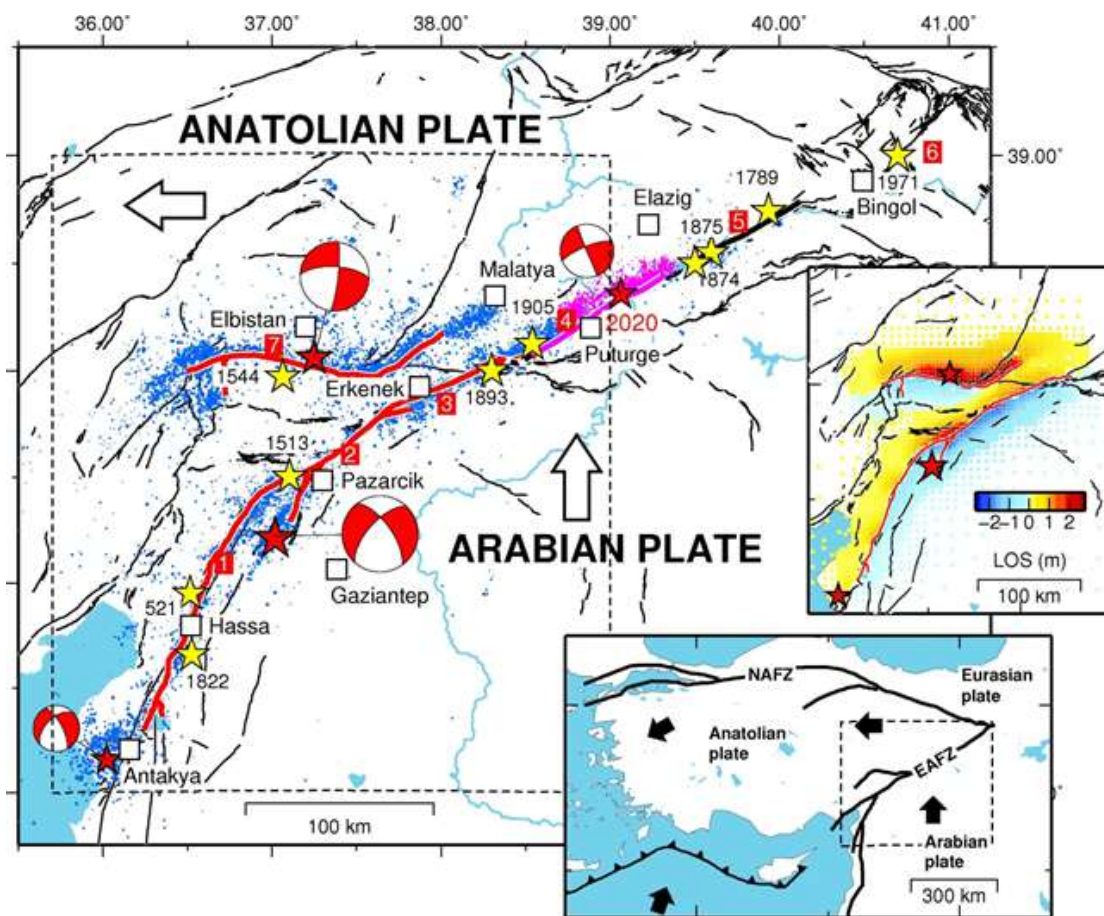 36.00° 37.00° 38.00° 39.00° 40.00° 41.00°
ANATOLIAN PLATE
39.00°
6
1971
Bingol
1789
Elazig
5
1875
1874
Malatya
1905
4
2020
Puturge
Elbistan
7
1544
Erkenek
3
1893
1513
2
Pazarcik
ARABIAN PLATE
1
Gaziantep
521
Hassa
1822
Antakya
100 km
−2 −1 0 1 2
LOS (m)
100 km
NAFZ
Eurasian
plate
Anatolian
plate
EAFZ
Arabian
plate
300 km